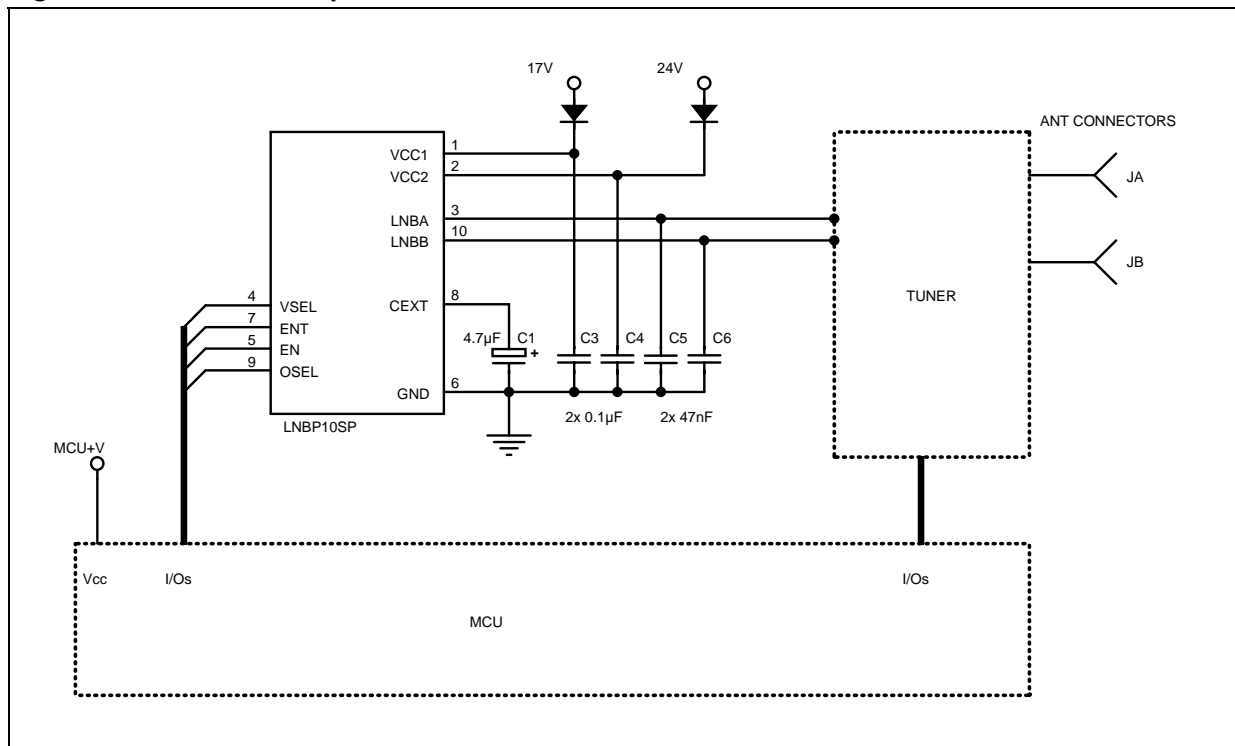 17V
24V
ANT CONNECTORS
1
VCC1
2
VCC2
JA
3
LNBA
10
LNBB
JB
TUNER
4
VSEL
8
CEXT
7
ENT
4.7µF
C1
+
C3
C4
C5
C6
5
EN
9
OSEL
6
GND
2x 0.1µF
2x 47nF
LNBP10SP
MCU+V
Vcc
I/Os
I/Os
MCU